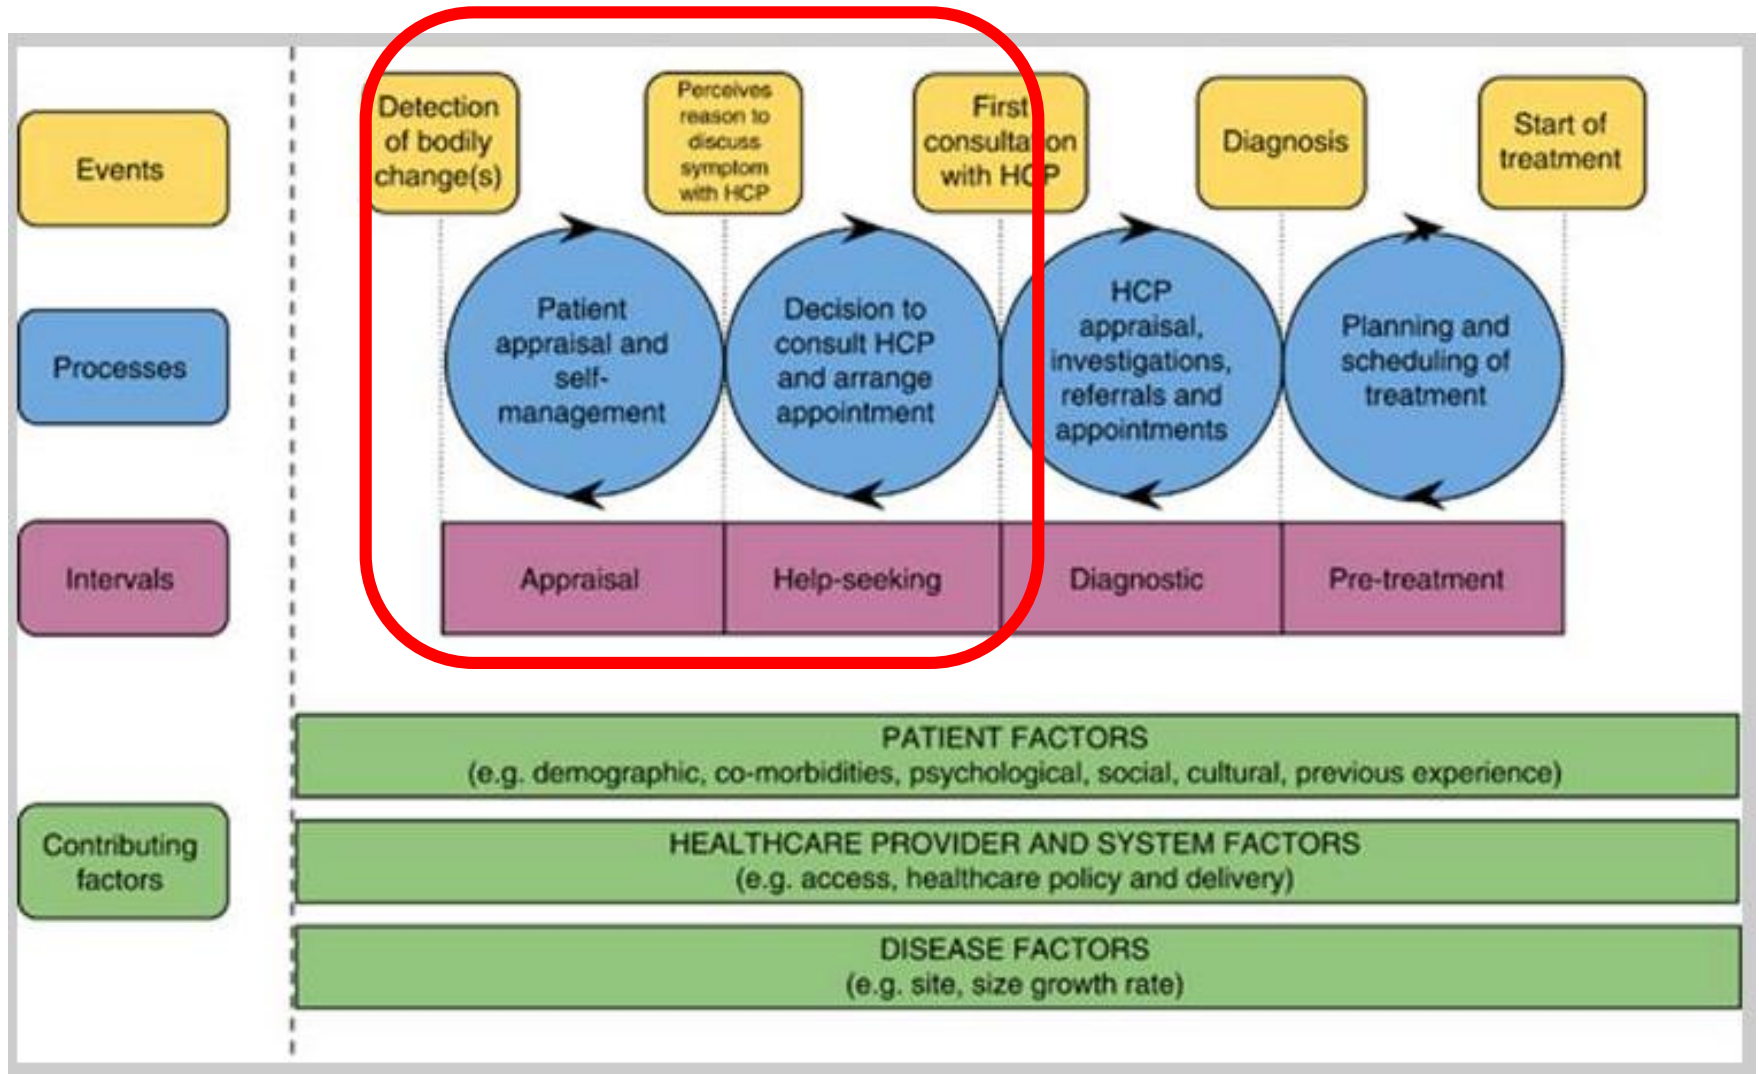 Events
Detection
of bodily
change(s)
Perceives
reason to
discuss
symptom
with HCP
First
consultation
with HCP
Diagnosis
Start of
treatment
Processes
Patient
appraisal and
self-
management
Decision to
consult HCP
and arrange
appointment
HCP
appraisal,
investigations,
referrals and
appointments
Planning and
scheduling of
treatment
Intervals
Appraisal
Help-seeking
Diagnostic
Pre-treatment
Contributing
factors
PATIENT FACTORS
(e.g. demographic, co-morbidities, psychological, social, cultural, previous experience)
HEALTHCARE PROVIDER AND SYSTEM FACTORS
(e.g. access, healthcare policy and delivery)
DISEASE FACTORS
(e.g. site, size growth rate)